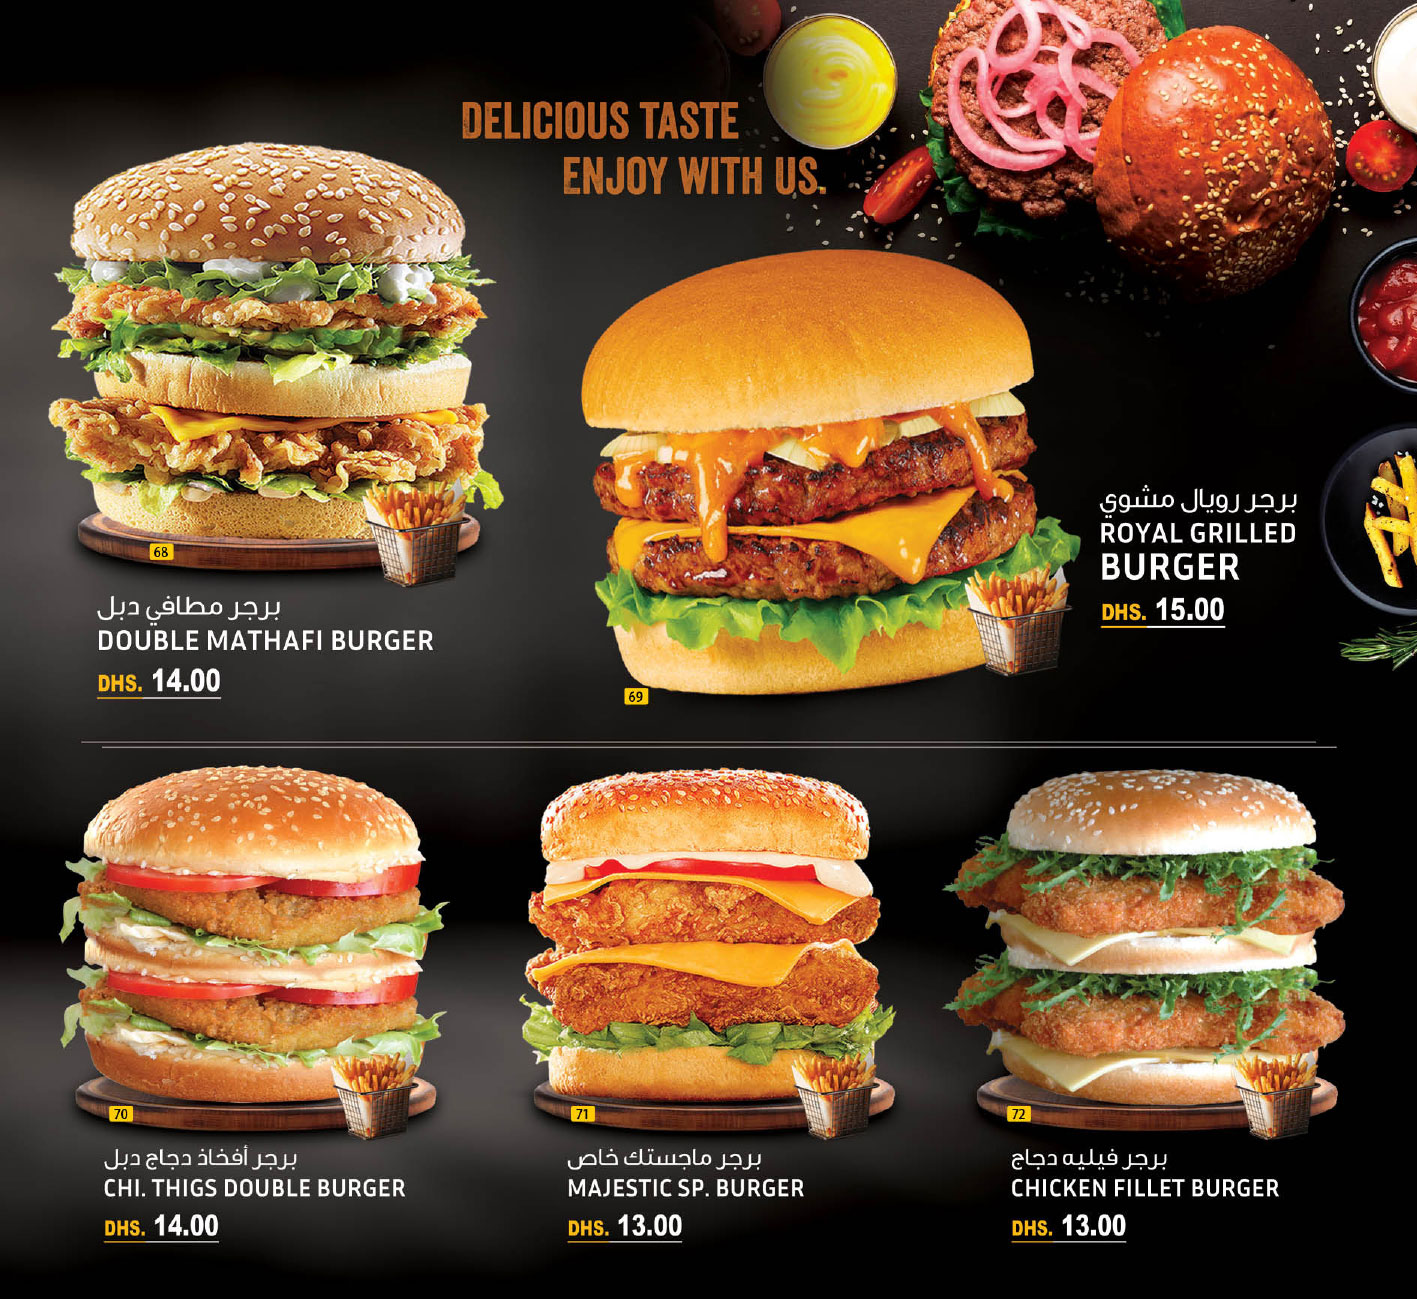 DELICIOUS TASTE
ENJOY WITH US.
68
برجر مطافي دبل
DOUBLE MATHAFI BURGER
DHS. 14.00
69
برجر رويال مشوي
ROYAL GRILLED
BURGER
DHS. 15.00
70
برجر أفخاذ دجاج دبل
CHI. THIGS DOUBLE BURGER
DHS. 14.00
71
برجر ماجستك خاص
MAJESTIC SP. BURGER
DHS. 13.00
72
برجر فيليه دجاج
CHICKEN FILLET BURGER
DHS. 13.00